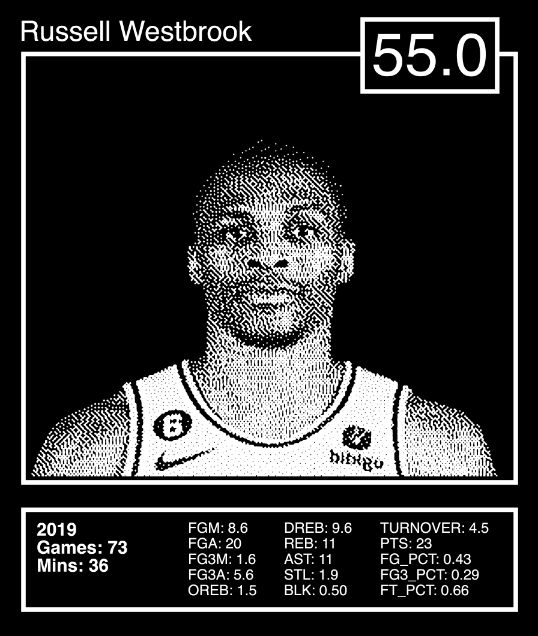 Russell Westbrook
55.0
bibigo
2019
Games: 73
Mins: 36
FGM: 8.6
FGA: 20
FG3M: 1.6
FG3A: 5.6
OREB: 1.5
DREB: 9.6
REB: 11
AST: 11
STL: 1.9
BLK: 0.50
TURNOVER: 4.5
PTS: 23
FG_PCT: 0.43
FG3_PCT: 0.29
FT_PCT: 0.66